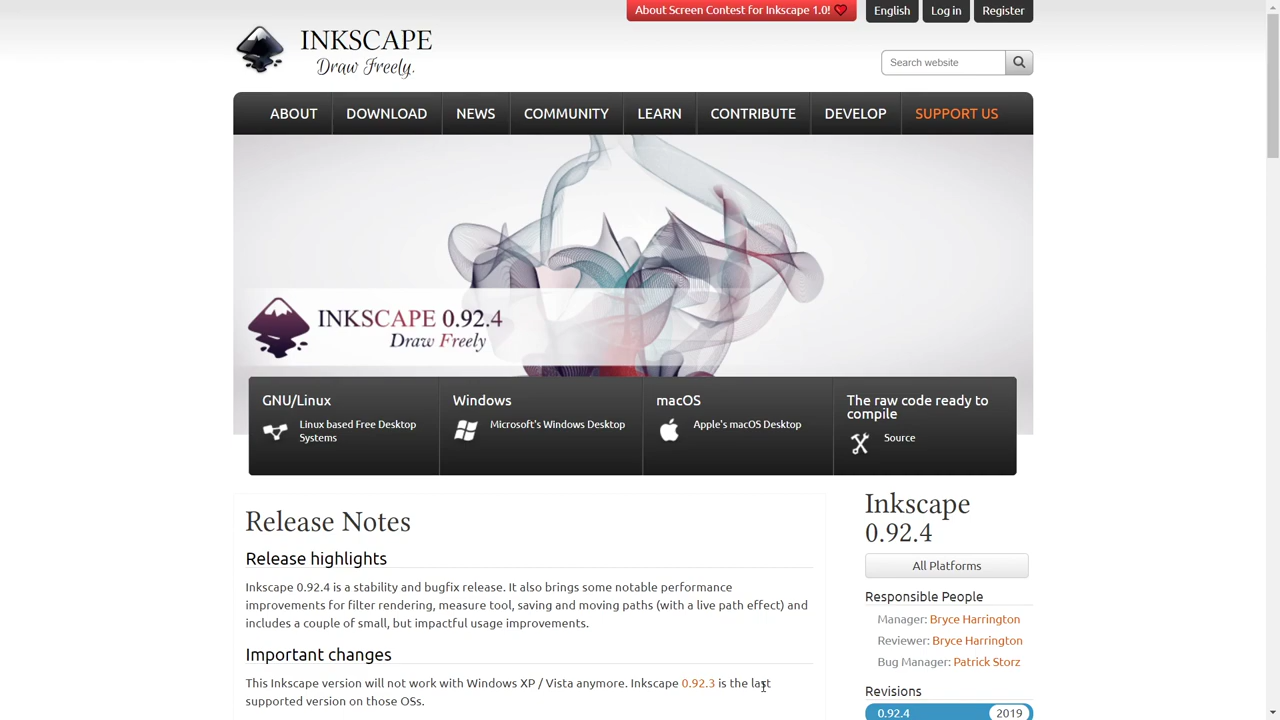 About Screen Contest for Inkscape 1.0!
English
Log in
Register
INKSCAPE
Draw Freely.
Search website
ABOUT
DOWNLOAD
NEWS
COMMUNITY
LEARN
CONTRIBUTE
DEVELOP
SUPPORT US
INKSCAPE 0.92.4
Draw Freely
GNU/Linux
Linux based Free Desktop
Systems
Windows
Microsoft's Windows Desktop
macOS
Apple's macOS Desktop
The raw code ready to
compile
Source
Release Notes
Release highlights
Inkscape 0.92.4 is a stability and bugfix release. It also brings some notable performance
improvements for filter rendering, measure tool, saving and moving paths (with a live path effect) and
includes a couple of small, but impactful usage improvements.
Important changes
This Inkscape version will not work with Windows XP / Vista anymore. Inkscape 0.92.3 is the last
supported version on those OSs.
Inkscape
0.92.4
All Platforms
Responsible People
Manager: Bryce Harrington
Reviewer: Bryce Harrington
Bug Manager: Patrick Storz
Revisions
0.92.4
2019